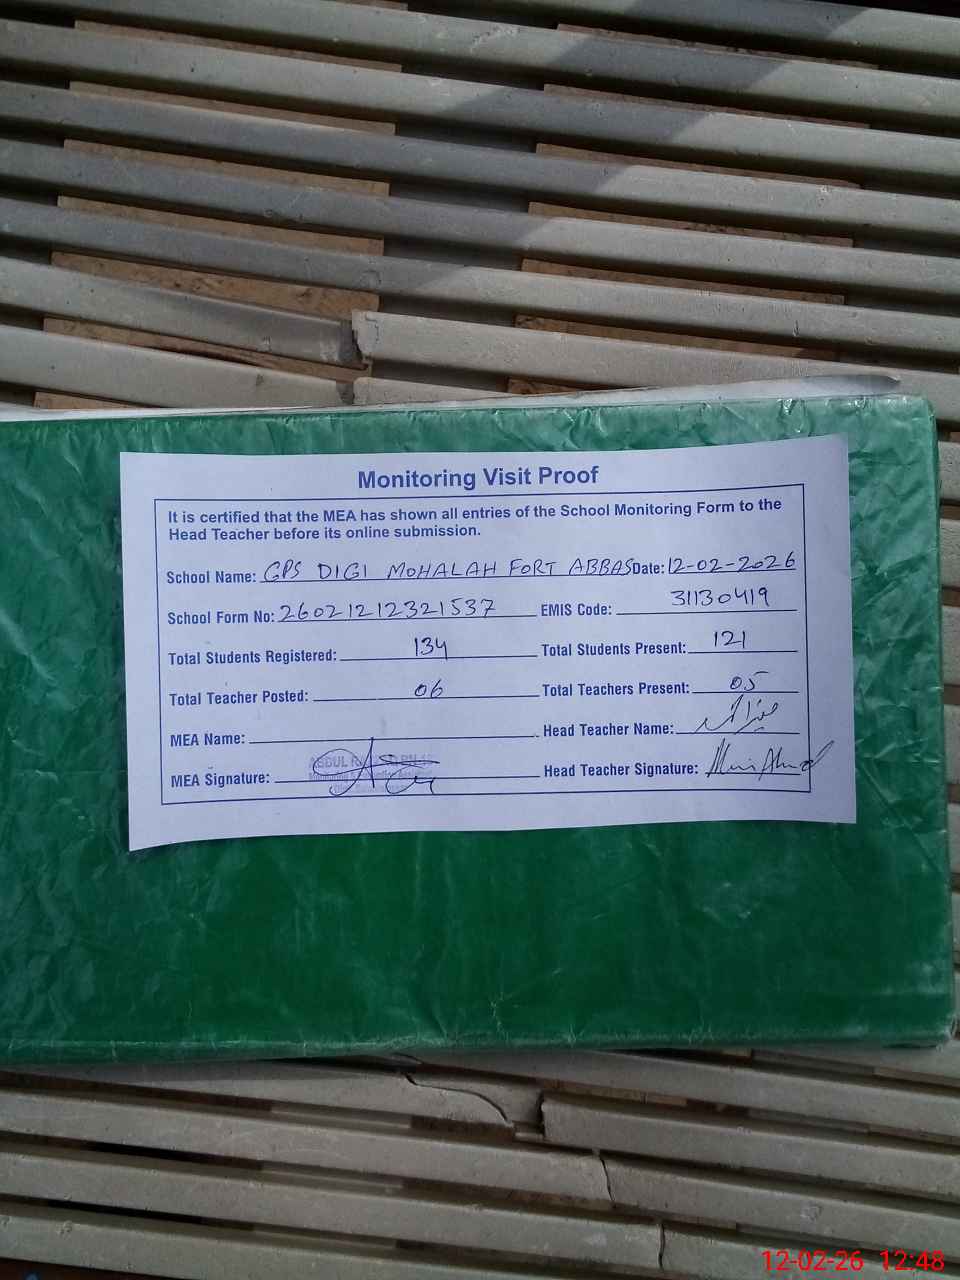 Monitoring Visit Proof
It is certified that the MEA has shown all entries of the School Monitoring Form to the
Head Teacher before its online submission.
School Name: GPS DIGI MOHALAH FORT ABBAS Date: 12-02-2026
School Form No: 26021212321537 EMIS Code: 31130419
Total Students Registered: 134 Total Students Present: 121
Total Teacher Posted: 06 Total Teachers Present: 05
MEA Name: Head Teacher Name:
ABDUL
MEA Signature: Head Teacher Signature:
12-02-26 12:48